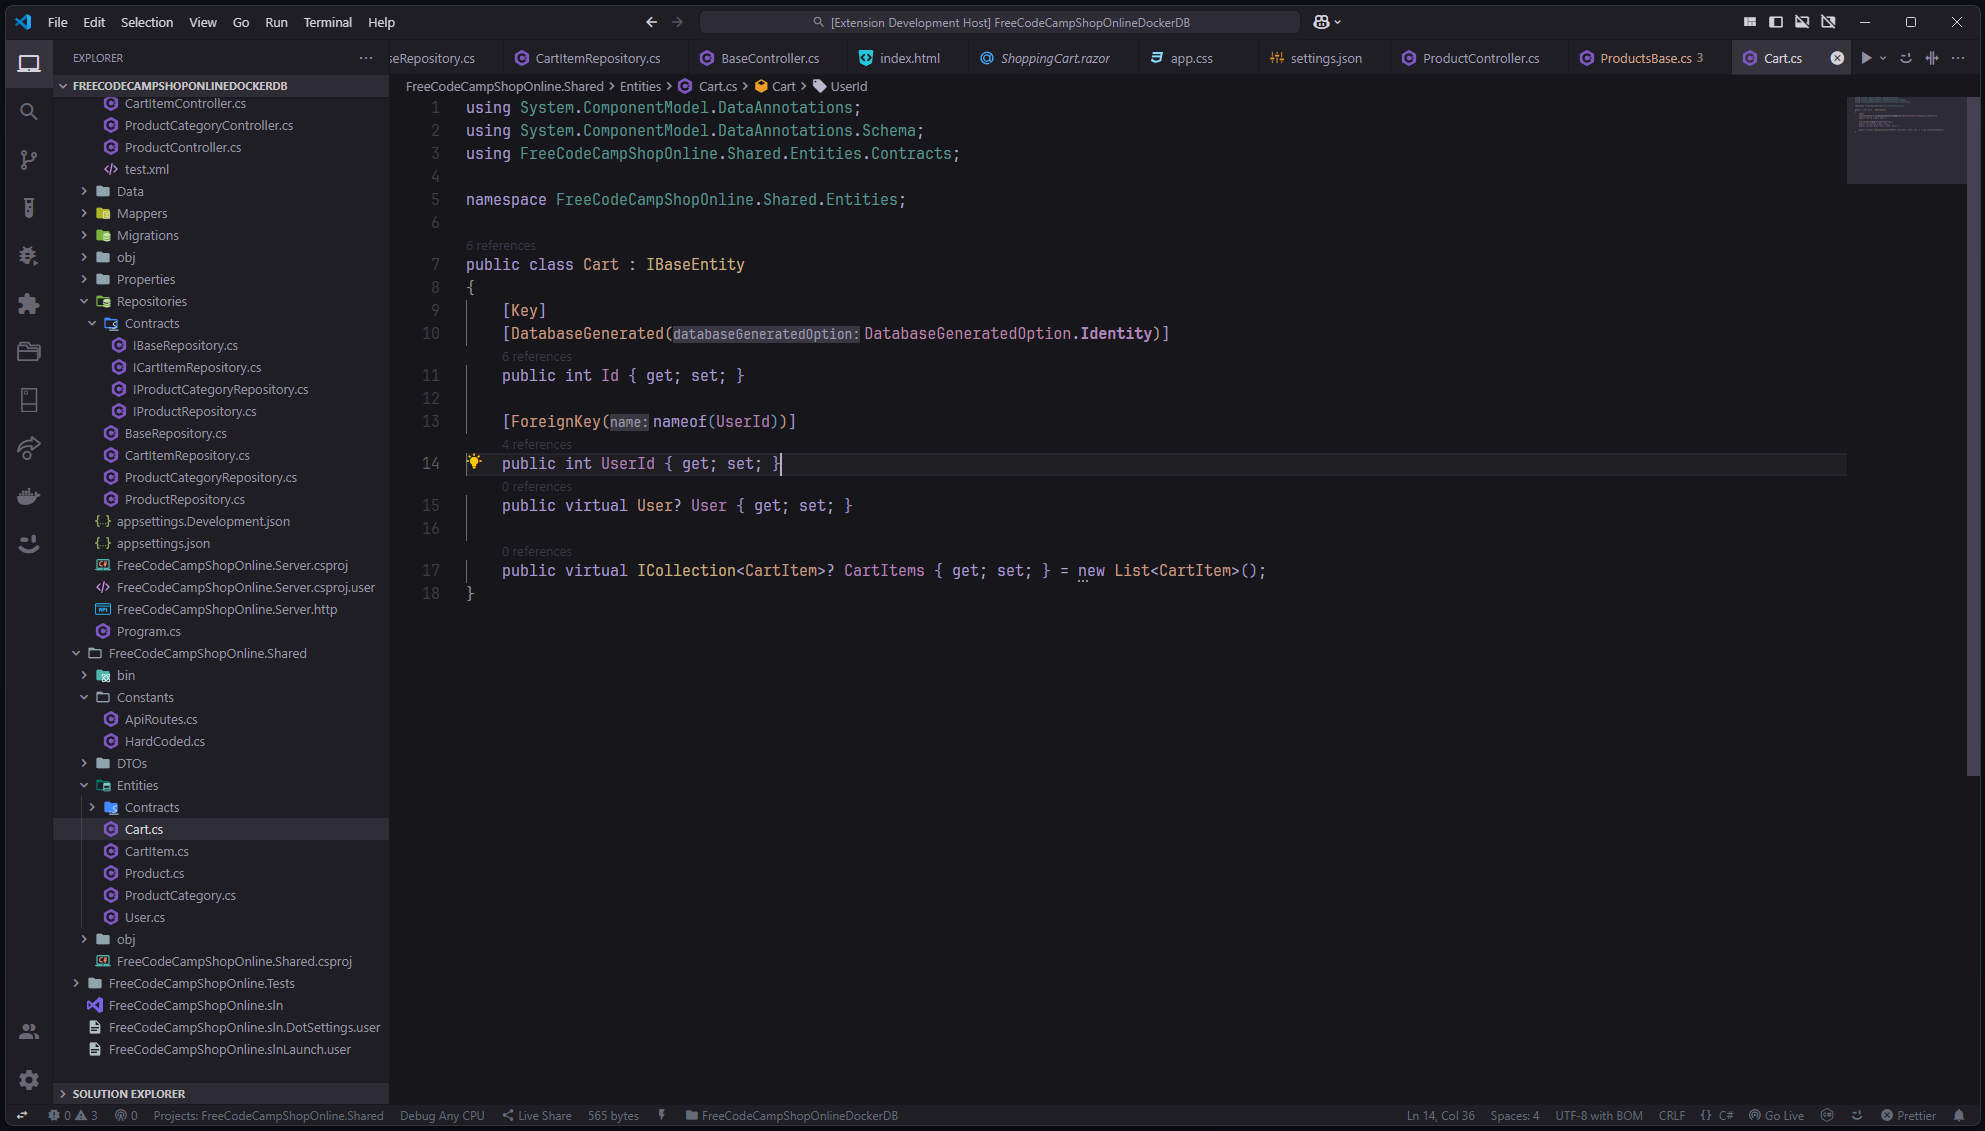 File Edit Selection View Go Run Terminal Help
[Extension Development Host] FreeCodeCampShopOnlineDockerDB
EXPLORER
FREECODECAMPSHOPONLINEDOCKERDB
CartItemController.cs
ProductCategoryController.cs
ProductController.cs
test.xml
Data
Mappers
Migrations
obj
Properties
Repositories
Contracts
IBaseRepository.cs
ICartItemRepository.cs
IProductCategoryRepository.cs
IProductRepository.cs
BaseRepository.cs
CartItemRepository.cs
ProductCategoryRepository.cs
ProductRepository.cs
appsettings.Development.json
appsettings.json
FreeCodeCampShopOnline.Server.csproj
FreeCodeCampShopOnline.Server.csproj.user
FreeCodeCampShopOnline.Server.http
Program.cs
FreeCodeCampShopOnline.Shared
bin
Constants
ApiRoutes.cs
HardCoded.cs
DTOs
Entities
Contracts
Cart.cs
CartItem.cs
Product.cs
ProductCategory.cs
User.cs
obj
FreeCodeCampShopOnline.Shared.csproj
FreeCodeCampShopOnline.Tests
FreeCodeCampShopOnline.sln
FreeCodeCampShopOnline.sln.DotSettings.user
FreeCodeCampShopOnline.slnLaunch.user
SOLUTION EXPLORER
seRepository.cs CartItemRepository.cs BaseController.cs index.html ShoppingCart.razor app.css settings.json ProductController.cs ProductsBase.cs 3 Cart.cs
FreeCodeCampShopOnline.Shared > Entities > Cart.cs > Cart > UserId
1 using System.ComponentModel.DataAnnotations;
2 using System.ComponentModel.DataAnnotations.Schema;
3 using FreeCodeCampShopOnline.Shared.Entities.Contracts;
4
5 namespace FreeCodeCampShopOnline.Shared.Entities;
6
6 references
7 public class Cart : IBaseEntity
8 {
9 [Key]
10 [DatabaseGenerated(databaseGeneratedOption: DatabaseGeneratedOption.Identity)]
6 references
11 public int Id { get; set; }
12
13 [ForeignKey(name: nameof(UserId))]
4 references
14 public int UserId { get; set; }
0 references
15 public virtual User? User { get; set; }
16
0 references
17 public virtual ICollection<CartItem>? CartItems { get; set; } = new List<CartItem>();
18 }
0 3 0 Projects: FreeCodeCampShopOnline.Shared Debug Any CPU Live Share 565 bytes FreeCodeCampShopOnlineDockerDB Ln 14, Col 36 Spaces: 4 UTF-8 with BOM CRLF {} C# Go Live Prettier